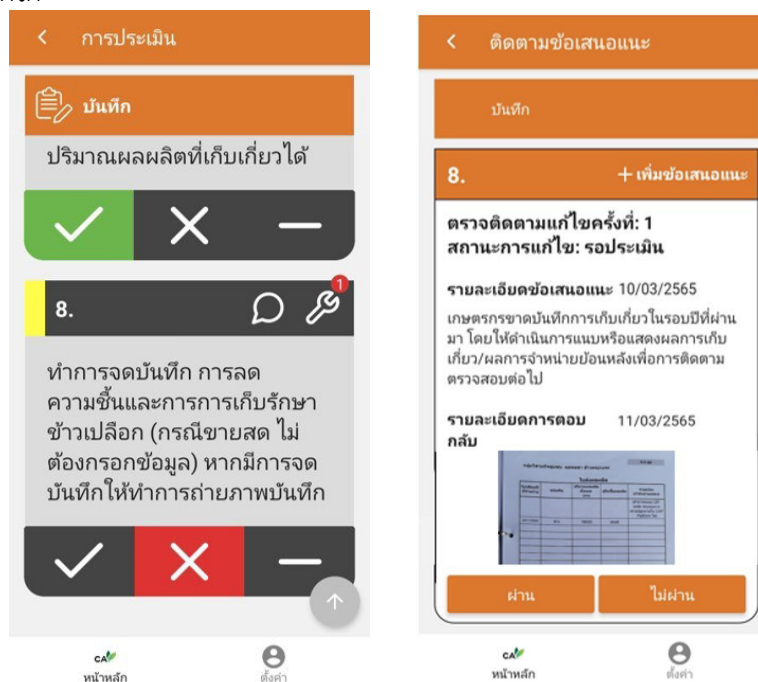 การประเมิน
บันทึก
ปริมาณผลผลิตที่เก็บเกี่ยวได้
8.
1
ทำการจดบันทึก การลด
ความชื้นและการการเก็บรักษา
ข้าวเปลือก (กรณีขายสด ไม่
ต้องกรอกข้อมูล) หากมีการจด
บันทึกให้ทำการถ่ายภาพบันทึก
CA
หน้าหลัก
ตั้งค่า
ติดตามข้อเสนอแนะ
บันทึก
8.
+ เพิ่มข้อเสนอแนะ
ตรวจติดตามแก้ไขครั้งที่: 1
สถานะการแก้ไข: รอประเมิน
รายละเอียดข้อเสนอแนะ 10/03/2565
เกษตรกรขาดบันทึกการเก็บเกี่ยวในรอบปีที่ผ่าน
มา โดยให้ดำเนินการแนบหรือแสดงผลการเก็บ
เกี่ยว/ผลการจำหน่ายย้อนหลังเพื่อการติดตาม
ตรวจสอบต่อไป
รายละเอียดการตอบ 11/03/2565
กลับ
ผ่าน
ไม่ผ่าน
CA
หน้าหลัก
ตั้งค่า